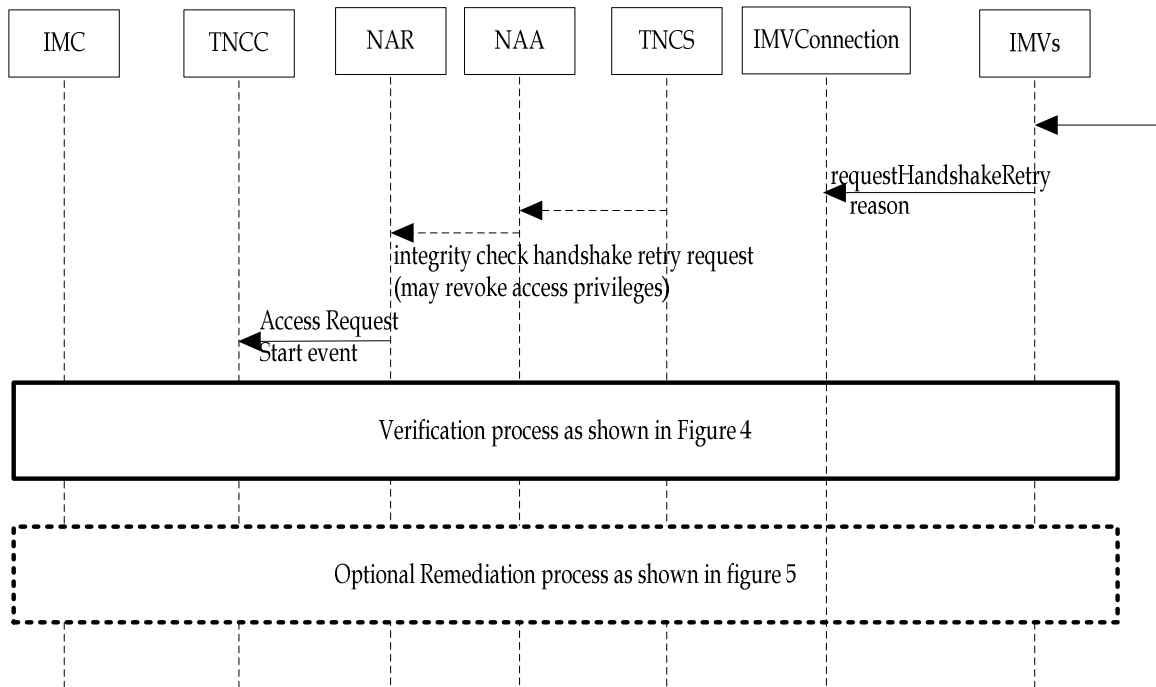 IMC
TNCC
NAR
NAA
TNCS
IMVConnection
IMVs
requestHandshakeRetry
reason
integrity check handshake retry request
(may revoke access privileges)
Access Request
Start event
Verification process as shown in Figure 4
Optional Remediation process as shown in figure 5